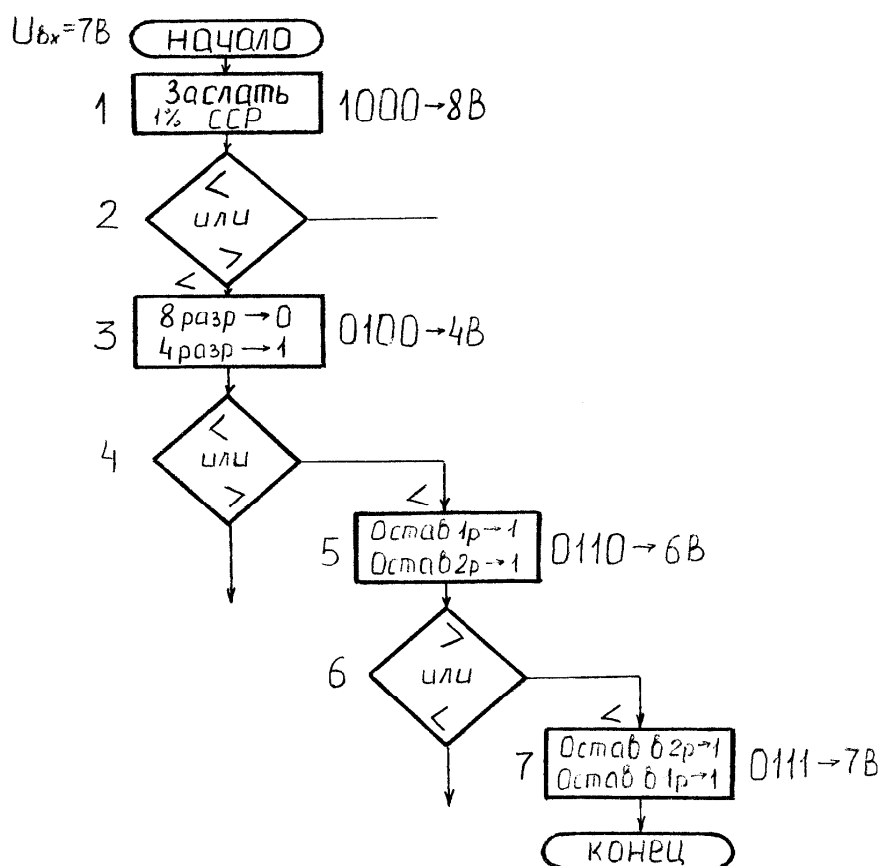 Uвх=7В
начало
1
Заслать
1% ССР
1000→8В
2
<
или
>
<
3
8 разр→0
4 разр→1
0100→4В
4
<
или
>
<
5
Остав 1р→1
Остав 2р→1
0110→6В
6
>
или
<
<
7
Остав в 2р→1
Остав в 1р→1
0111→7В
конец